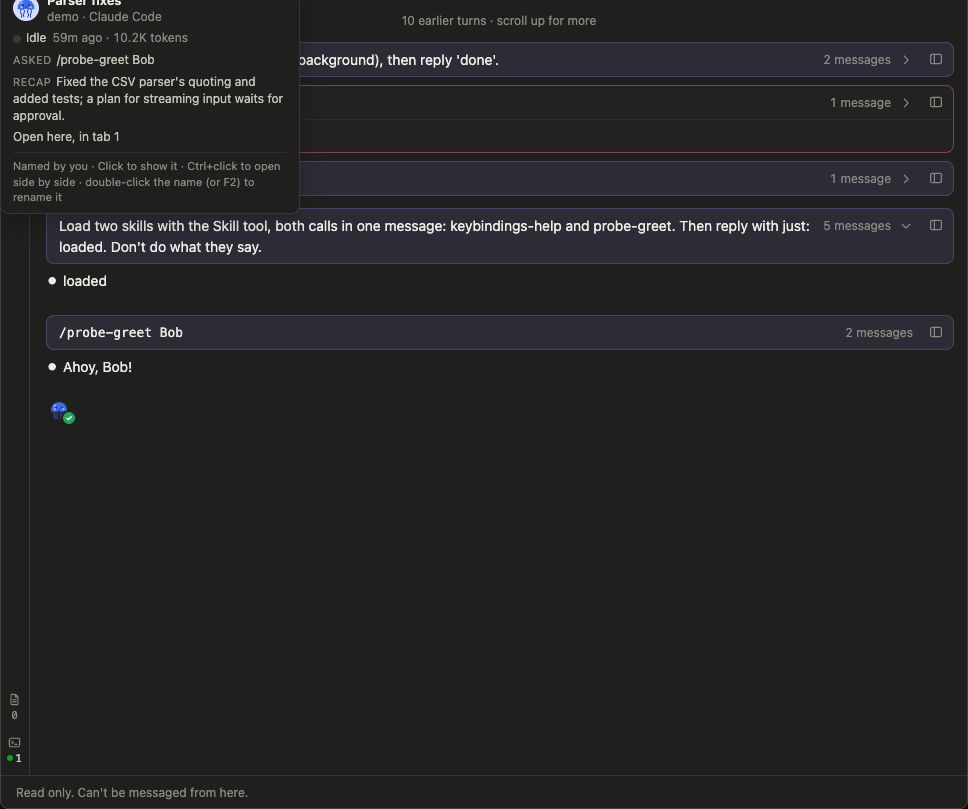 Parser fixes
demo · Claude Code
Idle 59m ago · 10.2K tokens
ASKED /probe-greet Bob
RECAP Fixed the CSV parser's quoting and
added tests; a plan for streaming input waits for
approval.
Open here, in tab 1
Named by you · Click to show it · Ctrl+click to open
side by side · double-click the name (or F2) to
rename it
10 earlier turns · scroll up for more
background), then reply 'done'.
2 messages
1 message
1 message
Load two skills with the Skill tool, both calls in one message: keybindings-help and probe-greet. Then reply with just:
loaded. Don't do what they say.
5 messages
loaded
/probe-greet Bob
2 messages
Ahoy, Bob!
0
1
Read only. Can't be messaged from here.